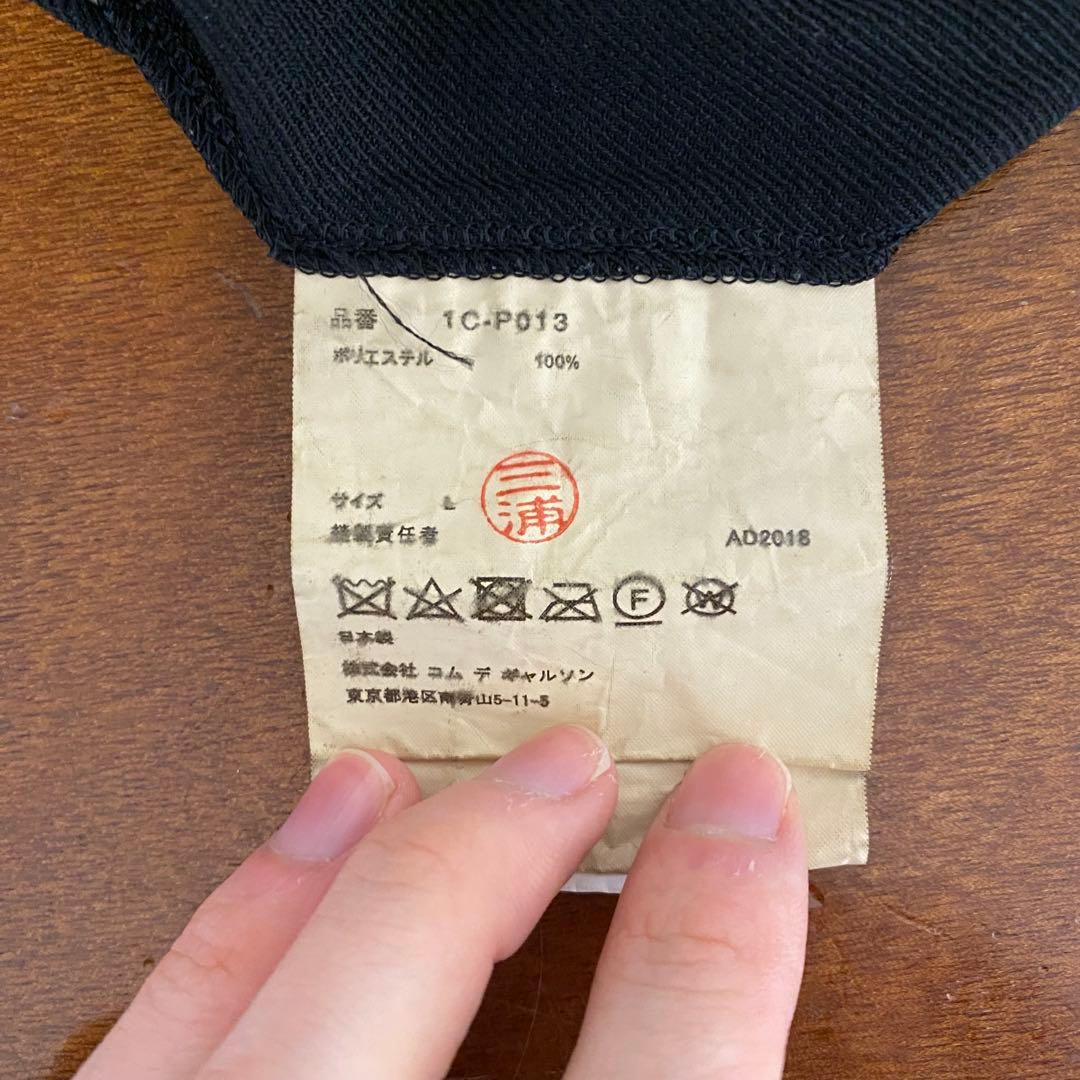 品番 1C-P013
ポリエステル 100%
サイズ L
三浦
縫製責任者 AD2018
F
W
日本製
株式会社 コム デ ギャルソン
東京都港区南青山5-11-5